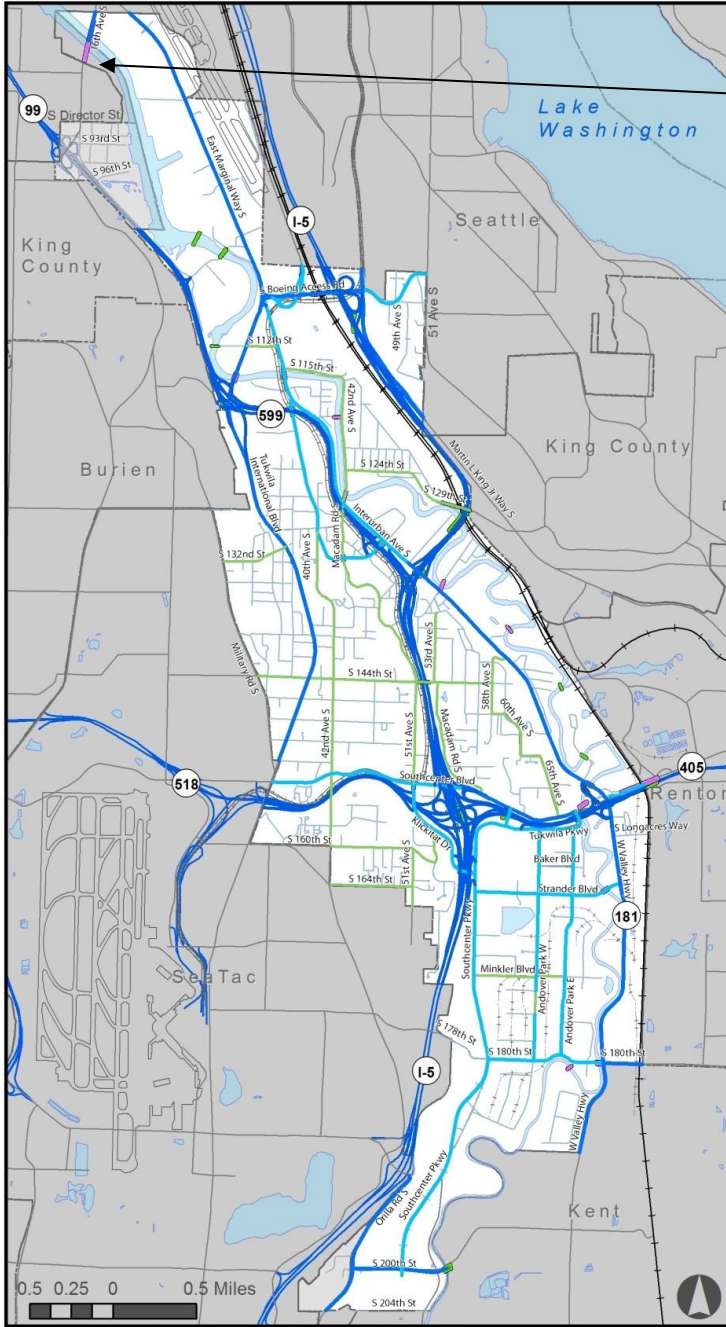 16th Ave S
99
S Director St
S 93rd St
S 96th St
Lake
Washington
East Marginal Way S
I-5
Seattle
King
County
S Boeing Access Rd
49th Ave S
51 Ave S
S 112th St
S 115th St
42nd Ave S
599
King County
Burien
Tukwila
International Blvd
S 124th St
S 129th St
Martin L King Jr Way S
Macadam Rd S
Interurban Ave S
40th Ave S
S 132nd St
Military Rd S
53rd Ave S
S 144th St
58th Ave S
60th Ave S
42nd Ave S
51st Ave S
Macadam Rd S
65th Ave S
518
Southcenter Blvd
405
Renton
Klickitat Dr
Tukwila Pkwy
S Longacres Way
S 160th St
Baker Blvd
W Valley Hwy
S 164th St
51st Ave S
Strander Blvd
181
Southcenter Pkwy
Andover Park W
Andover Park E
SeaTac
Minkler Blvd
S 178th St
S 180th St
S 180th St
I-5
W Valley Hwy
Southcenter Pkwy
Orilla Rd S
Kent
S 200th St
0.5 0.25 0 0.5 Miles
S 204th St